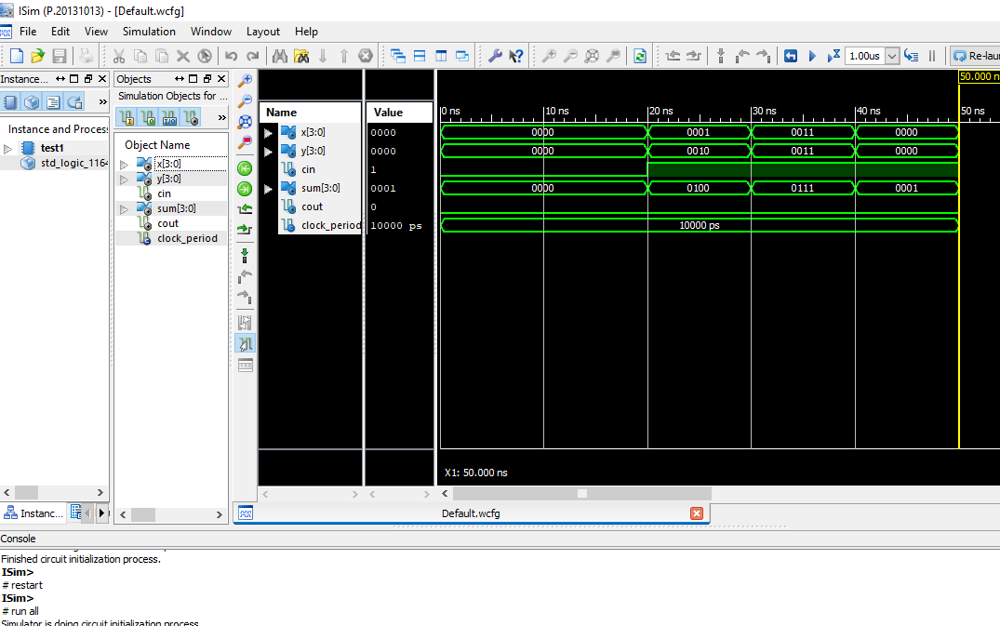 ISim (P.20131013) - [Default.wcfg]
File Edit View Simulation Window Layout Help
1.00us Re-lau
Instance... Objects
Simulation Objects for ...
50.000 n
Instance and Process
test1
std_logic_1164
Object Name
x[3:0]
y[3:0]
cin
sum[3:0]
cout
clock_period
Name Value
0 ns 10 ns 20 ns 30 ns 40 ns 50 ns
x[3:0] 0000 0000 0001 0011 0000
y[3:0] 0000 0000 0010 0011 0000
cin 1
sum[3:0] 0001 0000 0100 0111 0001
cout 0
clock_period 10000 ps 10000 ps
X1: 50.000 ns
Instanc...
Default.wcfg
Console
Finished circuit initialization process.
ISim>
# restart
ISim>
# run all
Simulator is doing circuit initialization process.